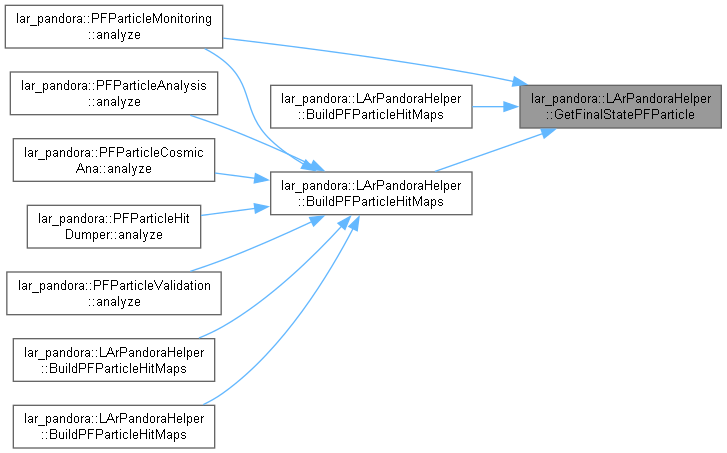 lar_pandora::PFParticleMonitoring
::analyze
lar_pandora::PFParticleAnalysis
::analyze
lar_pandora::PFParticleCosmic
Ana::analyze
lar_pandora::PFParticleHit
Dumper::analyze
lar_pandora::PFParticleValidation
::analyze
lar_pandora::LArPandoraHelper
::BuildPFParticleHitMaps
lar_pandora::LArPandoraHelper
::BuildPFParticleHitMaps
lar_pandora::LArPandoraHelper
::BuildPFParticleHitMaps
lar_pandora::LArPandoraHelper
::BuildPFParticleHitMaps
lar_pandora::LArPandoraHelper
::GetFinalStatePFParticle